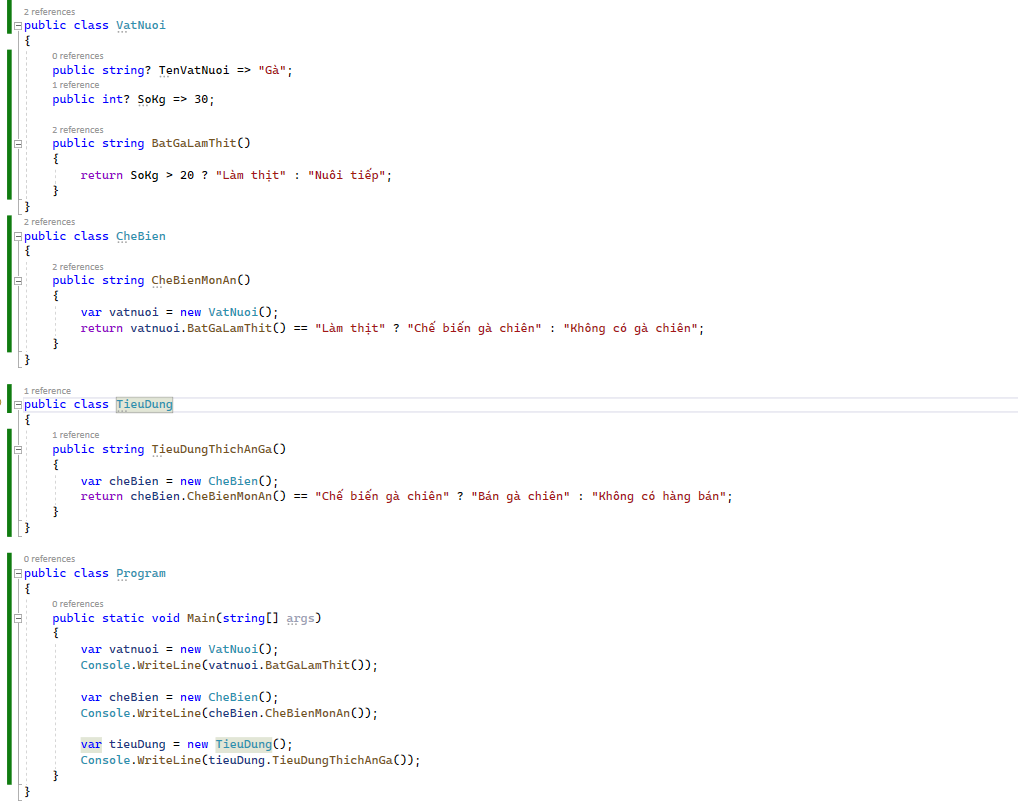 2 references
public class VatNuoi
{
0 references
public string? TenVatNuoi => "Gà";
1 reference
public int? SoKg => 30;
2 references
public string BatGaLamThit()
{
return SoKg > 20 ? "Làm thịt" : "Nuôi tiếp";
}
}
2 references
public class CheBien
{
2 references
public string CheBienMonAn()
{
var vatnuoi = new VatNuoi();
return vatnuoi.BatGaLamThit() == "Làm thịt" ? "Chế biến gà chiên" : "Không có gà chiên";
}
}
1 reference
public class TieuDung
{
1 reference
public string TieuDungThichAnGa()
{
var cheBien = new CheBien();
return cheBien.CheBienMonAn() == "Chế biến gà chiên" ? "Bán gà chiên" : "Không có hàng bán";
}
}
0 references
public class Program
{
0 references
public static void Main(string[] args)
{
var vatnuoi = new VatNuoi();
Console.WriteLine(vatnuoi.BatGaLamThit());
var cheBien = new CheBien();
Console.WriteLine(cheBien.CheBienMonAn());
var tieuDung = new TieuDung();
Console.WriteLine(tieuDung.TieuDungThichAnGa());
}
}